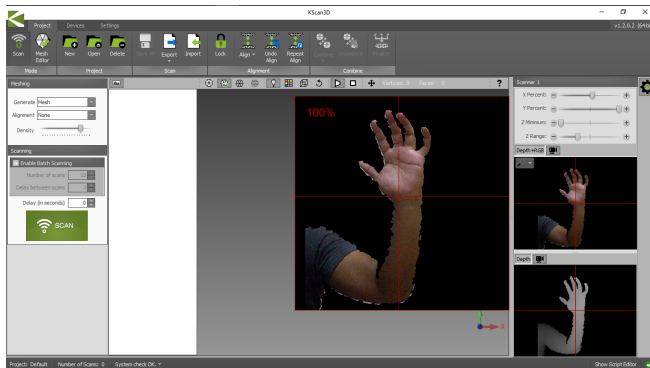 KScan3D
Project Devices Settings
v1.2.0.2 (64 bit
Scan Mesh Editor New Open Delete Export Import Lock Align Undo Align Repeat Align Combine Finalize
Mode Project Scan Alignment Combine
Meshing
Generate Mesh
Alignment None
Density
Scanning
Enable Batch Scanning
Number of scans 12
Delay between scans
Delay (in seconds) 0
SCAN
Vertices: 0 Faces: 0
?
100%
X
Scanner 1
X Percent:
Y Percent:
Z Minimum:
Z Range:
Depth+RGB
Depth
Project: Default Number of Scans: 0 System check OK.
Show Script Editor